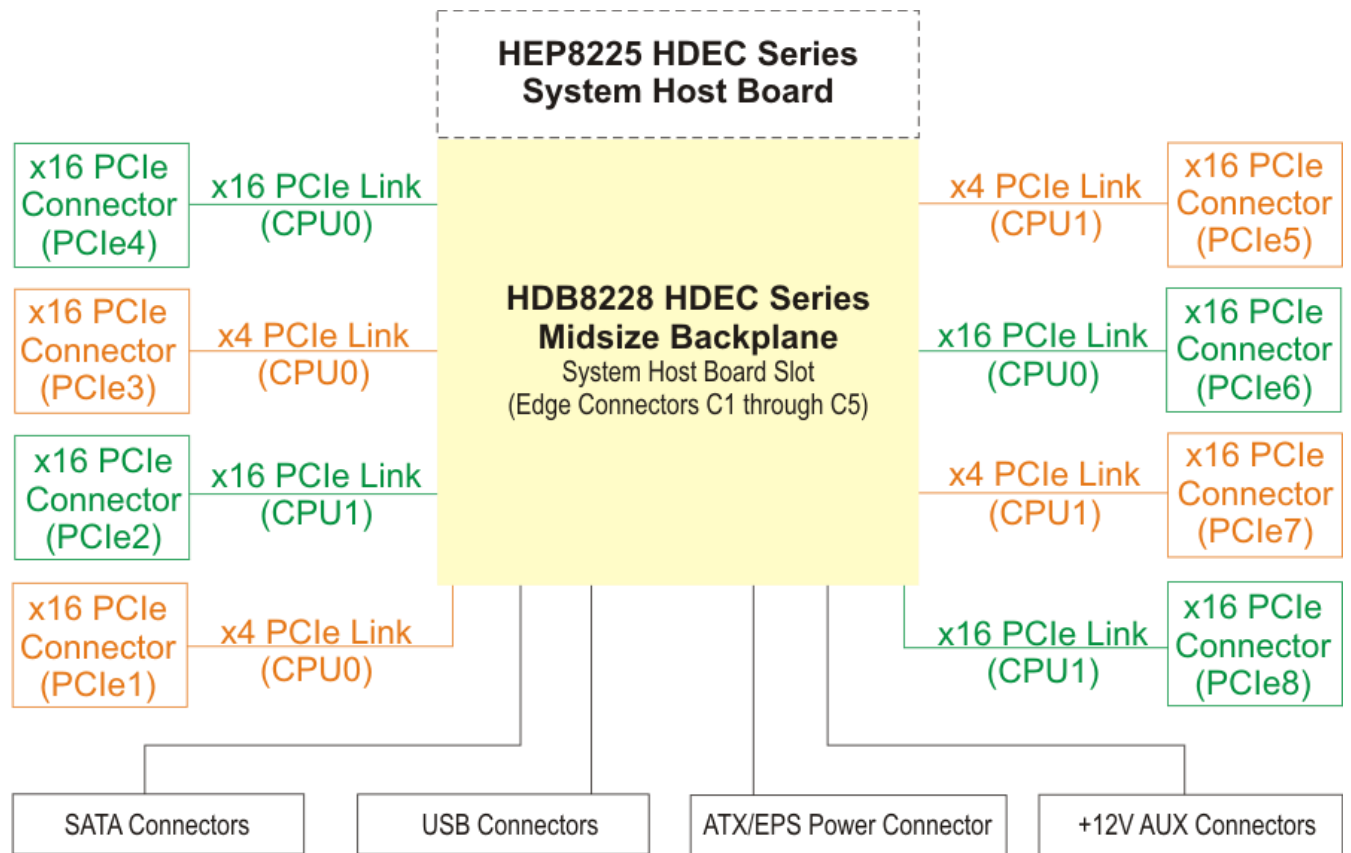 HEP8225 HDEC Series
System Host Board
x16 PCIe
Connector
(PCIe4)
x16 PCIe Link
(CPU0)
x4 PCIe Link
(CPU1)
x16 PCIe
Connector
(PCIe5)
x16 PCIe
Connector
(PCIe3)
x4 PCIe Link
(CPU0)
HDB8228 HDEC Series
Midsize Backplane
System Host Board Slot
(Edge Connectors C1 through C5)
x16 PCIe Link
(CPU0)
x16 PCIe
Connector
(PCIe6)
x16 PCIe
Connector
(PCIe2)
x16 PCIe Link
(CPU1)
x4 PCIe Link
(CPU1)
x16 PCIe
Connector
(PCIe7)
x16 PCIe
Connector
(PCIe1)
x4 PCIe Link
(CPU0)
x16 PCIe Link
(CPU1)
x16 PCIe
Connector
(PCIe8)
SATA Connectors
USB Connectors
ATX/EPS Power Connector
+12V AUX Connectors